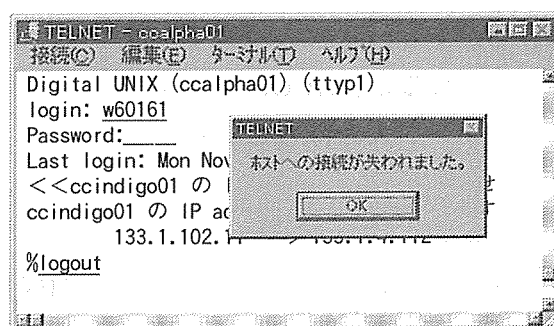 TELNET - ccalpha01
接続(C) 編集(E) ターミナル(T) ヘルプ(H)
Digital UNIX (ccalpha01) (ttyp1)
login: w60161
Password:
Last login: Mon Nov
<<ccindigo01 の
ccindigo01 の IP
133.1.102.
%logout
TELNET
ホストへの接続が失われました。
OK